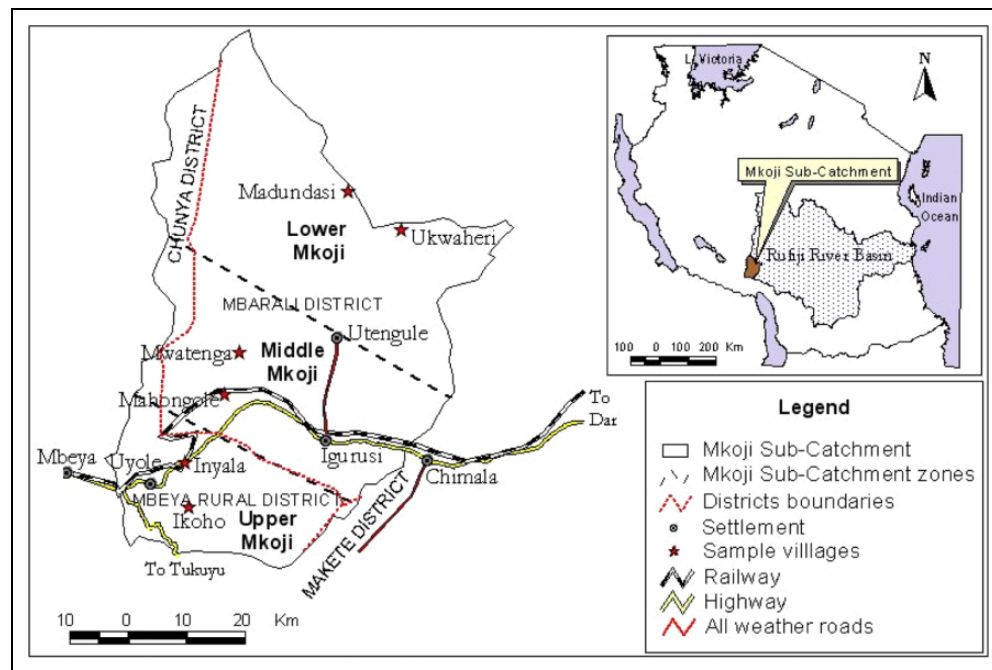 CHUNYA DISTRICT
Madundasi
Lower
Mkoji
Ukwaheri
MBARALI DISTRICT
Utengule
Mwatenga
Middle
Mkoji
Mahongole
To
Dar
Mbeya
Uyole
Inyala
Igurusi
Chimala
MBEYA RURAL DISTRICT
Ikoho
Upper
Mkoji
MAKETE DISTRICT
To Tukuyu
10 0 10 20 Km
L. Victoria
N
Mkoji Sub-Catchment
Indian
Ocean
Rufiji River Basin
100 0 100 200 Km
Legend
Mkoji Sub-Catchment
Mkoji Sub-Catchment zones
Districts boundaries
Settlement
Sample villlages
Railway
Highway
All weather roads